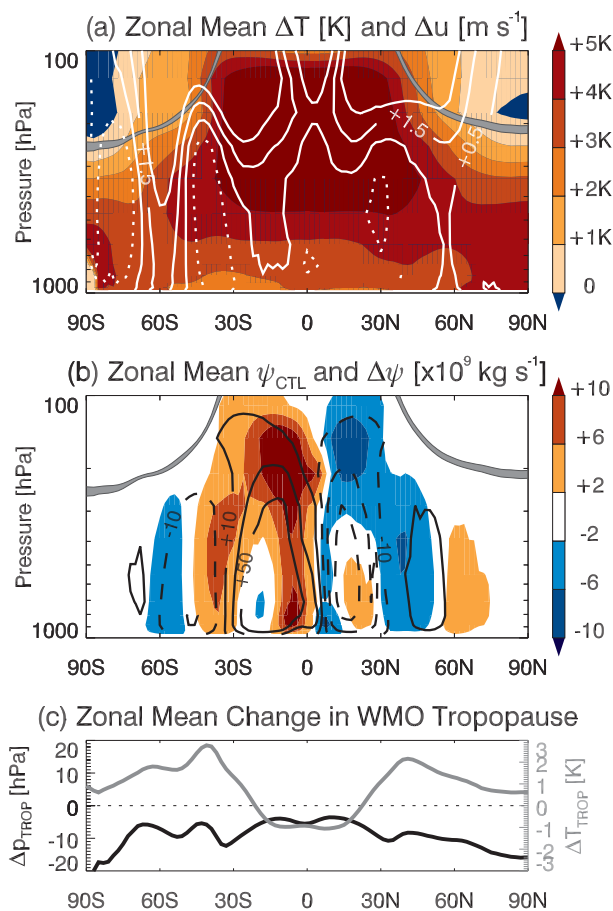 (a) Zonal Mean ΔT [K] and Δu [m s⁻¹]
100
Pressure [hPa]
1000
90S 60S 30S 0 30N 60N 90N
+1.5
+1.5
+0.5
+5K
+4K
+3K
+2K
+1K
0
(b) Zonal Mean ψCTL and Δψ [x10⁹ kg s⁻¹]
100
Pressure [hPa]
1000
90S 60S 30S 0 30N 60N 90N
-10
+10
+50
-10
+10
+6
+2
-2
-6
-10
(c) Zonal Mean Change in WMO Tropopause
ΔpTROP [hPa]
20
10
0
-10
-20
3
2
1
0
-1
-2
-3
ΔTTROP [K]
90S 60S 30S 0 30N 60N 90N